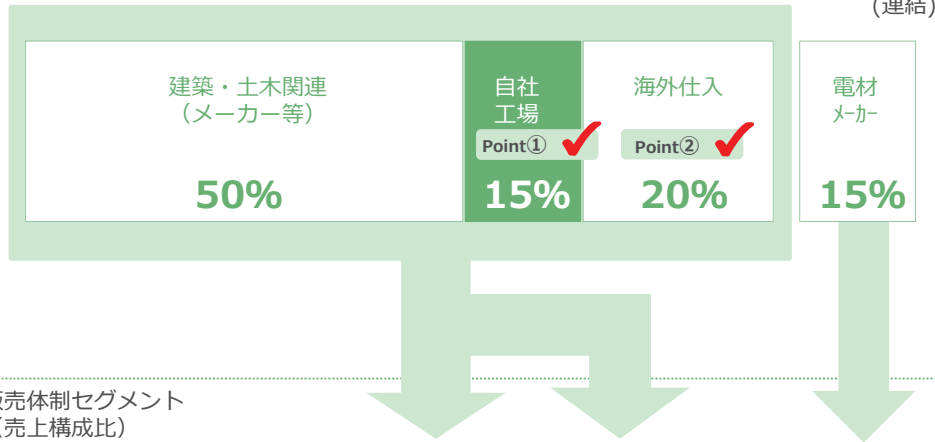 (連結)
建築・土木関連
(メーカー等)
50%
自社
工場
Point①
15%
海外仕入
Point②
20%
電材
ﾒｰｶｰ
15%
販売体制セグメント
(売上構成比)